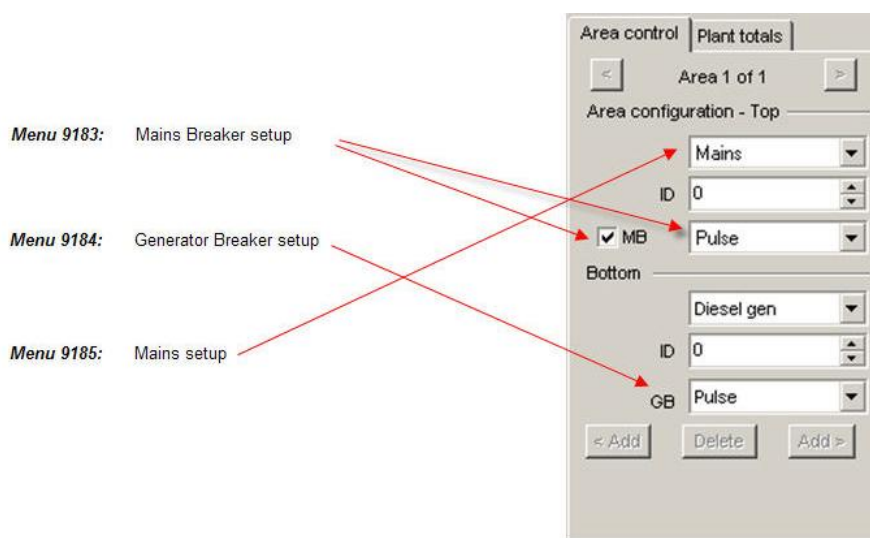 Area control Plant totals
< Area 1 of 1 >
Area configuration - Top
Menu 9183: Mains Breaker setup
Mains
ID 0
Menu 9184: Generator Breaker setup
MB Pulse
Bottom
Diesel gen
Menu 9185: Mains setup
ID 0
GB Pulse
< Add Delete Add >